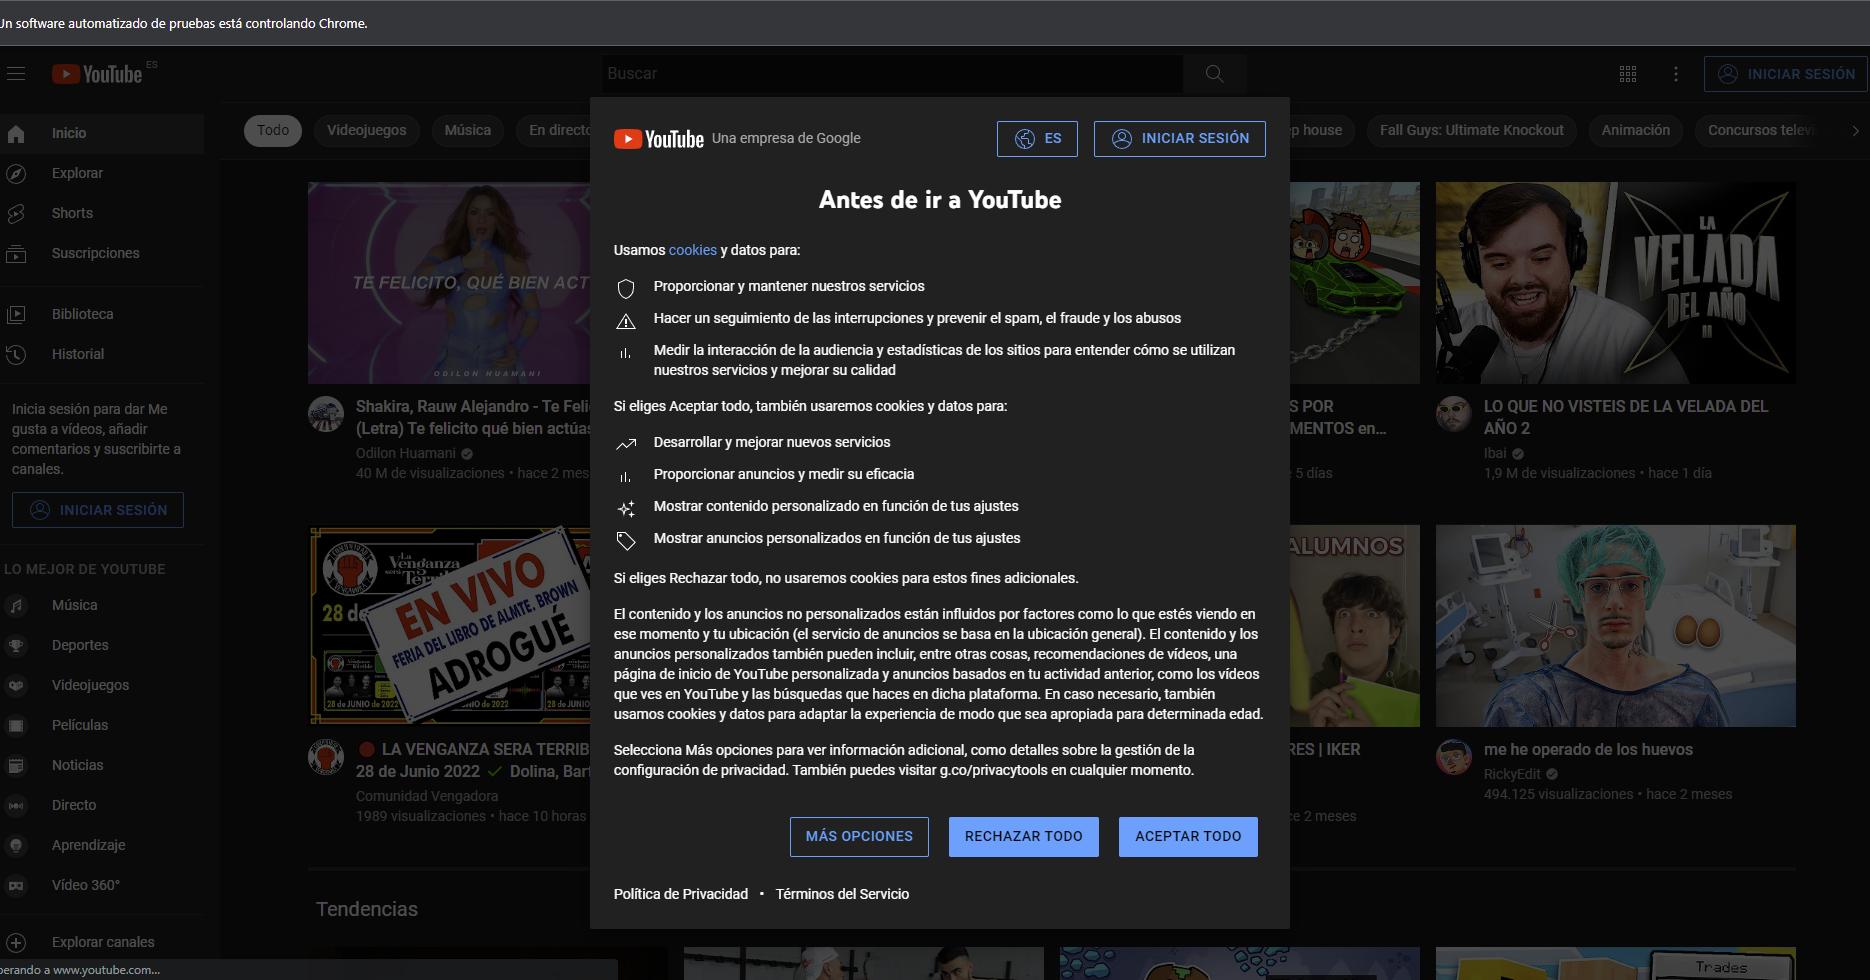 Un software automatizado de pruebas está controlando Chrome.
YouTube ES
Buscar
INICIAR SESIÓN
Inicio
Explorar
Shorts
Suscripciones
Biblioteca
Historial
Inicia sesión para dar Me
gusta a vídeos, añadir
comentarios y suscribirte a
canales.
INICIAR SESIÓN
LO MEJOR DE YOUTUBE
Música
Deportes
Videojuegos
Películas
Noticias
Directo
Aprendizaje
Vídeo 360°
Explorar canales
perando a www.youtube.com...
Todo
Videojuegos
Música
En directo
ep house
Fall Guys: Ultimate Knockout
Animación
Concursos televi
YouTube Una empresa de Google
ES
INICIAR SESIÓN
Antes de ir a YouTube
Usamos cookies y datos para:
Proporcionar y mantener nuestros servicios
Hacer un seguimiento de las interrupciones y prevenir el spam, el fraude y los abusos
Medir la interacción de la audiencia y estadísticas de los sitios para entender cómo se utilizan
nuestros servicios y mejorar su calidad
Si eliges Aceptar todo, también usaremos cookies y datos para:
Desarrollar y mejorar nuevos servicios
Proporcionar anuncios y medir su eficacia
Mostrar contenido personalizado en función de tus ajustes
Mostrar anuncios personalizados en función de tus ajustes
Si eliges Rechazar todo, no usaremos cookies para estos fines adicionales.
El contenido y los anuncios no personalizados están influidos por factores como lo que estés viendo en
ese momento y tu ubicación (el servicio de anuncios se basa en la ubicación general). El contenido y los
anuncios personalizados también pueden incluir, entre otras cosas, recomendaciones de vídeos, una
página de inicio de YouTube personalizada y anuncios basados en tu actividad anterior, como los vídeos
que ves en YouTube y las búsquedas que haces en dicha plataforma. En caso necesario, también
usamos cookies y datos para adaptar la experiencia de modo que sea apropiada para determinada edad.
Selecciona Más opciones para ver información adicional, como detalles sobre la gestión de la
configuración de privacidad. También puedes visitar g.co/privacytools en cualquier momento.
MÁS OPCIONES
RECHAZAR TODO
ACEPTAR TODO
Política de Privacidad • Términos del Servicio
TE FELICITO, QUÉ BIEN ACT
ODILON HUAMANI
Shakira, Rauw Alejandro - Te Feli
(Letra) Te felicito qué bien actúas
Odilon Huamani
40 M de visualizaciones • hace 2 mes
S POR
MENTOS en...
e 5 días
LA
VELADA
DEL AÑO
II
LO QUE NO VISTEIS DE LA VELADA DEL
AÑO 2
Ibai
1,9 M de visualizaciones • hace 1 día
La
Venganza
EN VIVO
FERIA DEL LIBRO DE ALMTE. BROWN
ADROGUÉ
28 de
28 de JUNIO de 2022
LA VENGANZA SERA TERRIB
28 de Junio 2022 ✓ Dolina, Bar
Comunidad Vengadora
1989 visualizaciones • hace 10 horas
ALUMNOS
RES | IKER
ce 2 meses
me he operado de los huevos
RickyEdit
494.125 visualizaciones • hace 2 meses
Tendencias
Trades